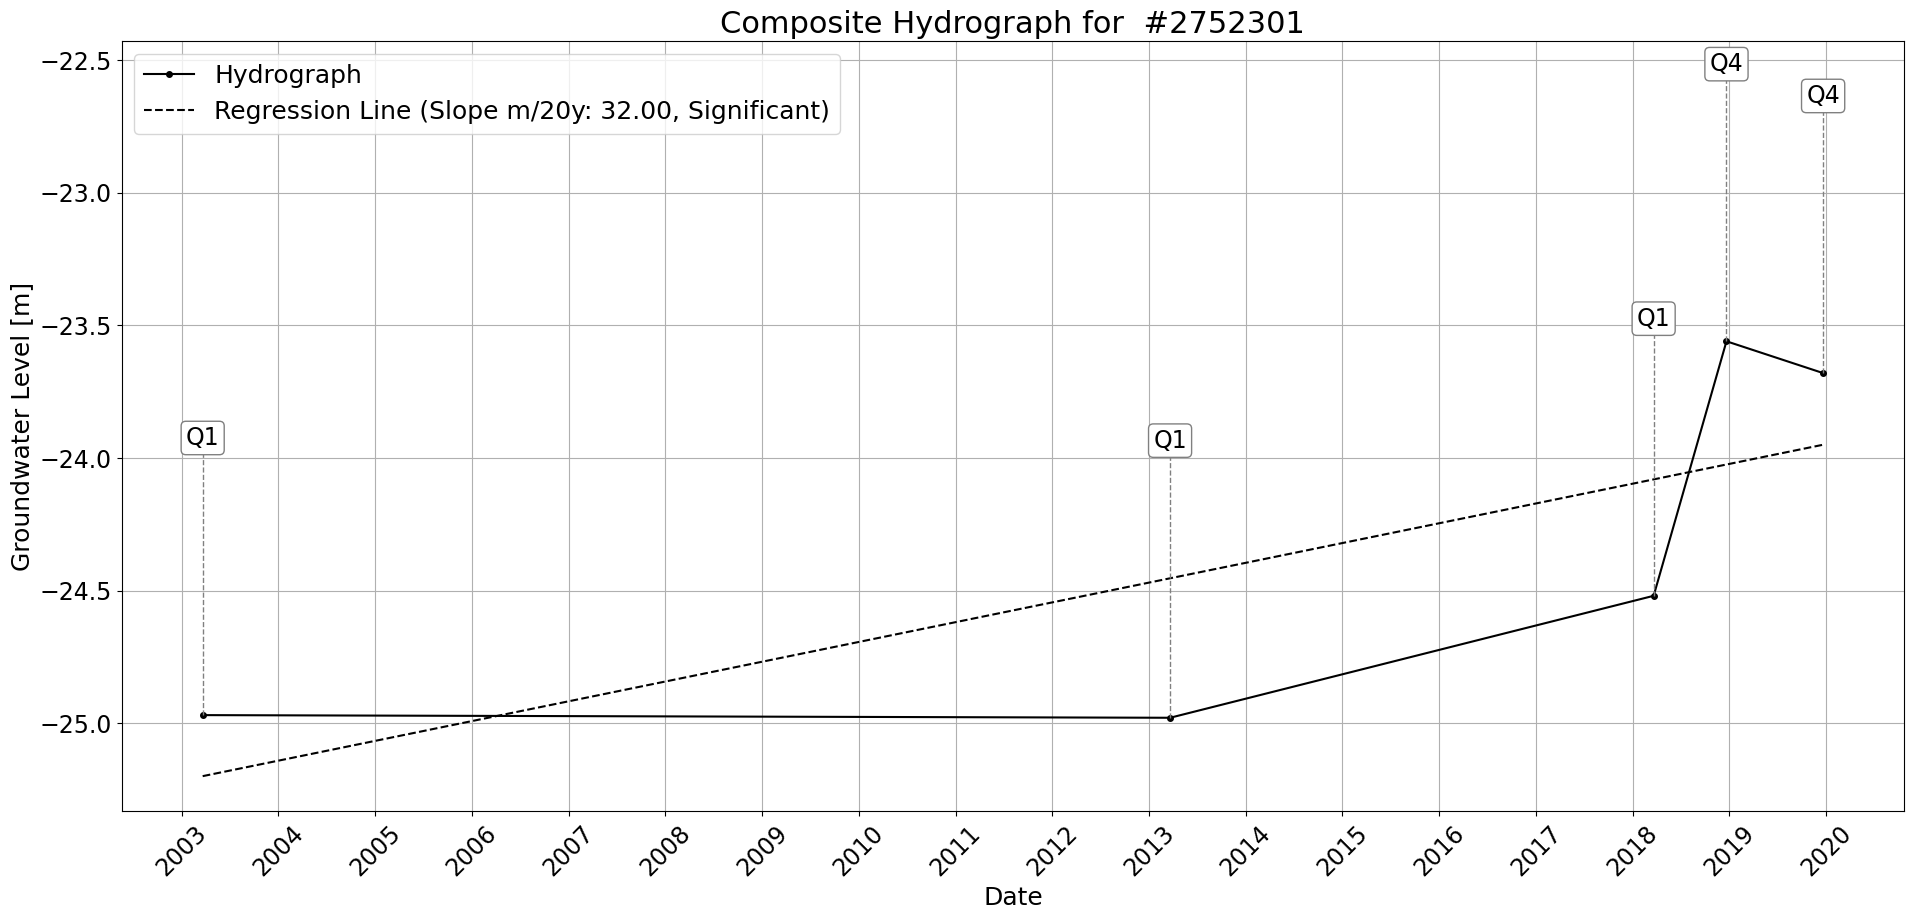 Composite Hydrograph for  #2752301
Hydrograph
Regression Line (Slope m/20y: 32.00, Significant)
Groundwater Level [m]
−22.5
−23.0
−23.5
−24.0
−24.5
−25.0
Q1
Q1
Q1
Q4
Q4
2003
2004
2005
2006
2007
2008
2009
2010
2011
2012
2013
2014
2015
2016
2017
2018
2019
2020
Date